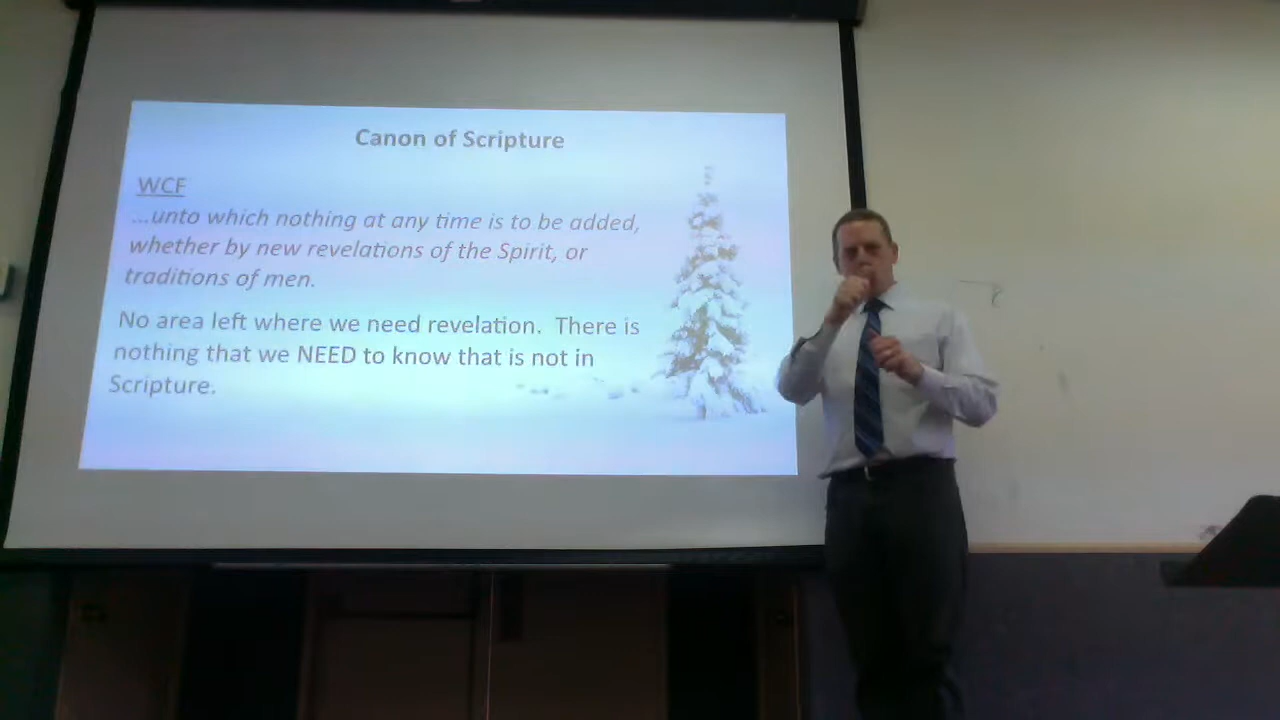 Canon of Scripture
WCF
...unto which nothing at any time is to be added,
whether by new revelations of the Spirit, or
traditions of men.
No area left where we need revelation.  There is
nothing that we NEED to know that is not in
Scripture.